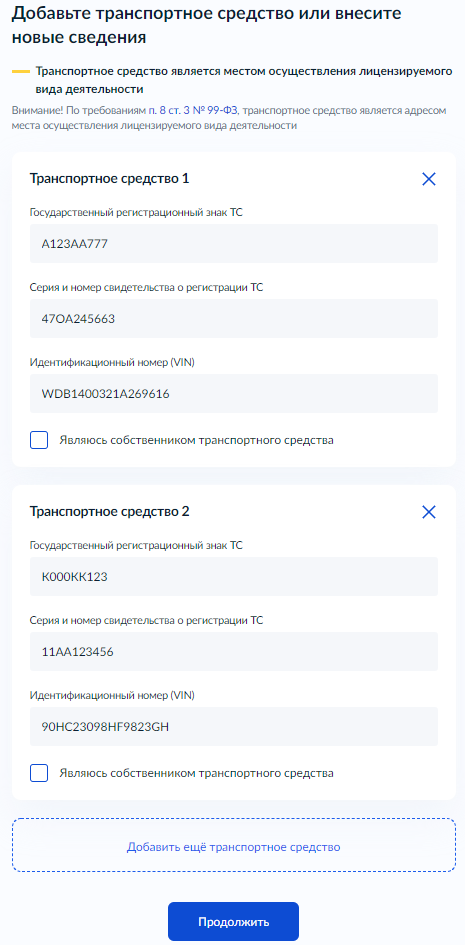 Добавьте транспортное средство или внесите
новые сведения
Транспортное средство является местом осуществления лицензируемого
вида деятельности
Внимание! По требованиям п. 8 ст. 3 № 99-ФЗ, транспортное средство является адресом
места осуществления лицензируемого вида деятельности
Транспортное средство 1
Государственный регистрационный знак ТС
А123АА777
Серия и номер свидетельства о регистрации ТС
47ОА245663
Идентификационный номер (VIN)
WDB1400321A269616
Являюсь собственником транспортного средства
Транспортное средство 2
Государственный регистрационный знак ТС
К000КК123
Серия и номер свидетельства о регистрации ТС
11АА123456
Идентификационный номер (VIN)
90HC23098HF9823GH
Являюсь собственником транспортного средства
Добавить ещё транспортное средство
Продолжить